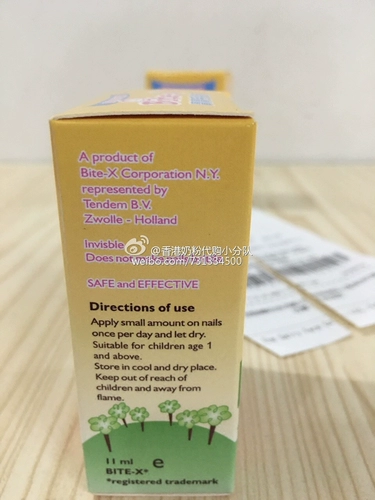 A product of
Bite-X Corporation N.Y.
represented by
Tendem B.V.
Zwolle - Holland
Invisble
@香港奶粉代购小分队
Does no
weibo.com/731334500
SAFE and EFFECTIVE
Directions of use
Apply small amount on nails
once per day and let dry.
Suitable for children age 1
and above.
Store in cool and dry place.
Keep out of reach of
children and away from
flame.
11 ml e
BITE-X*
*registered trademark